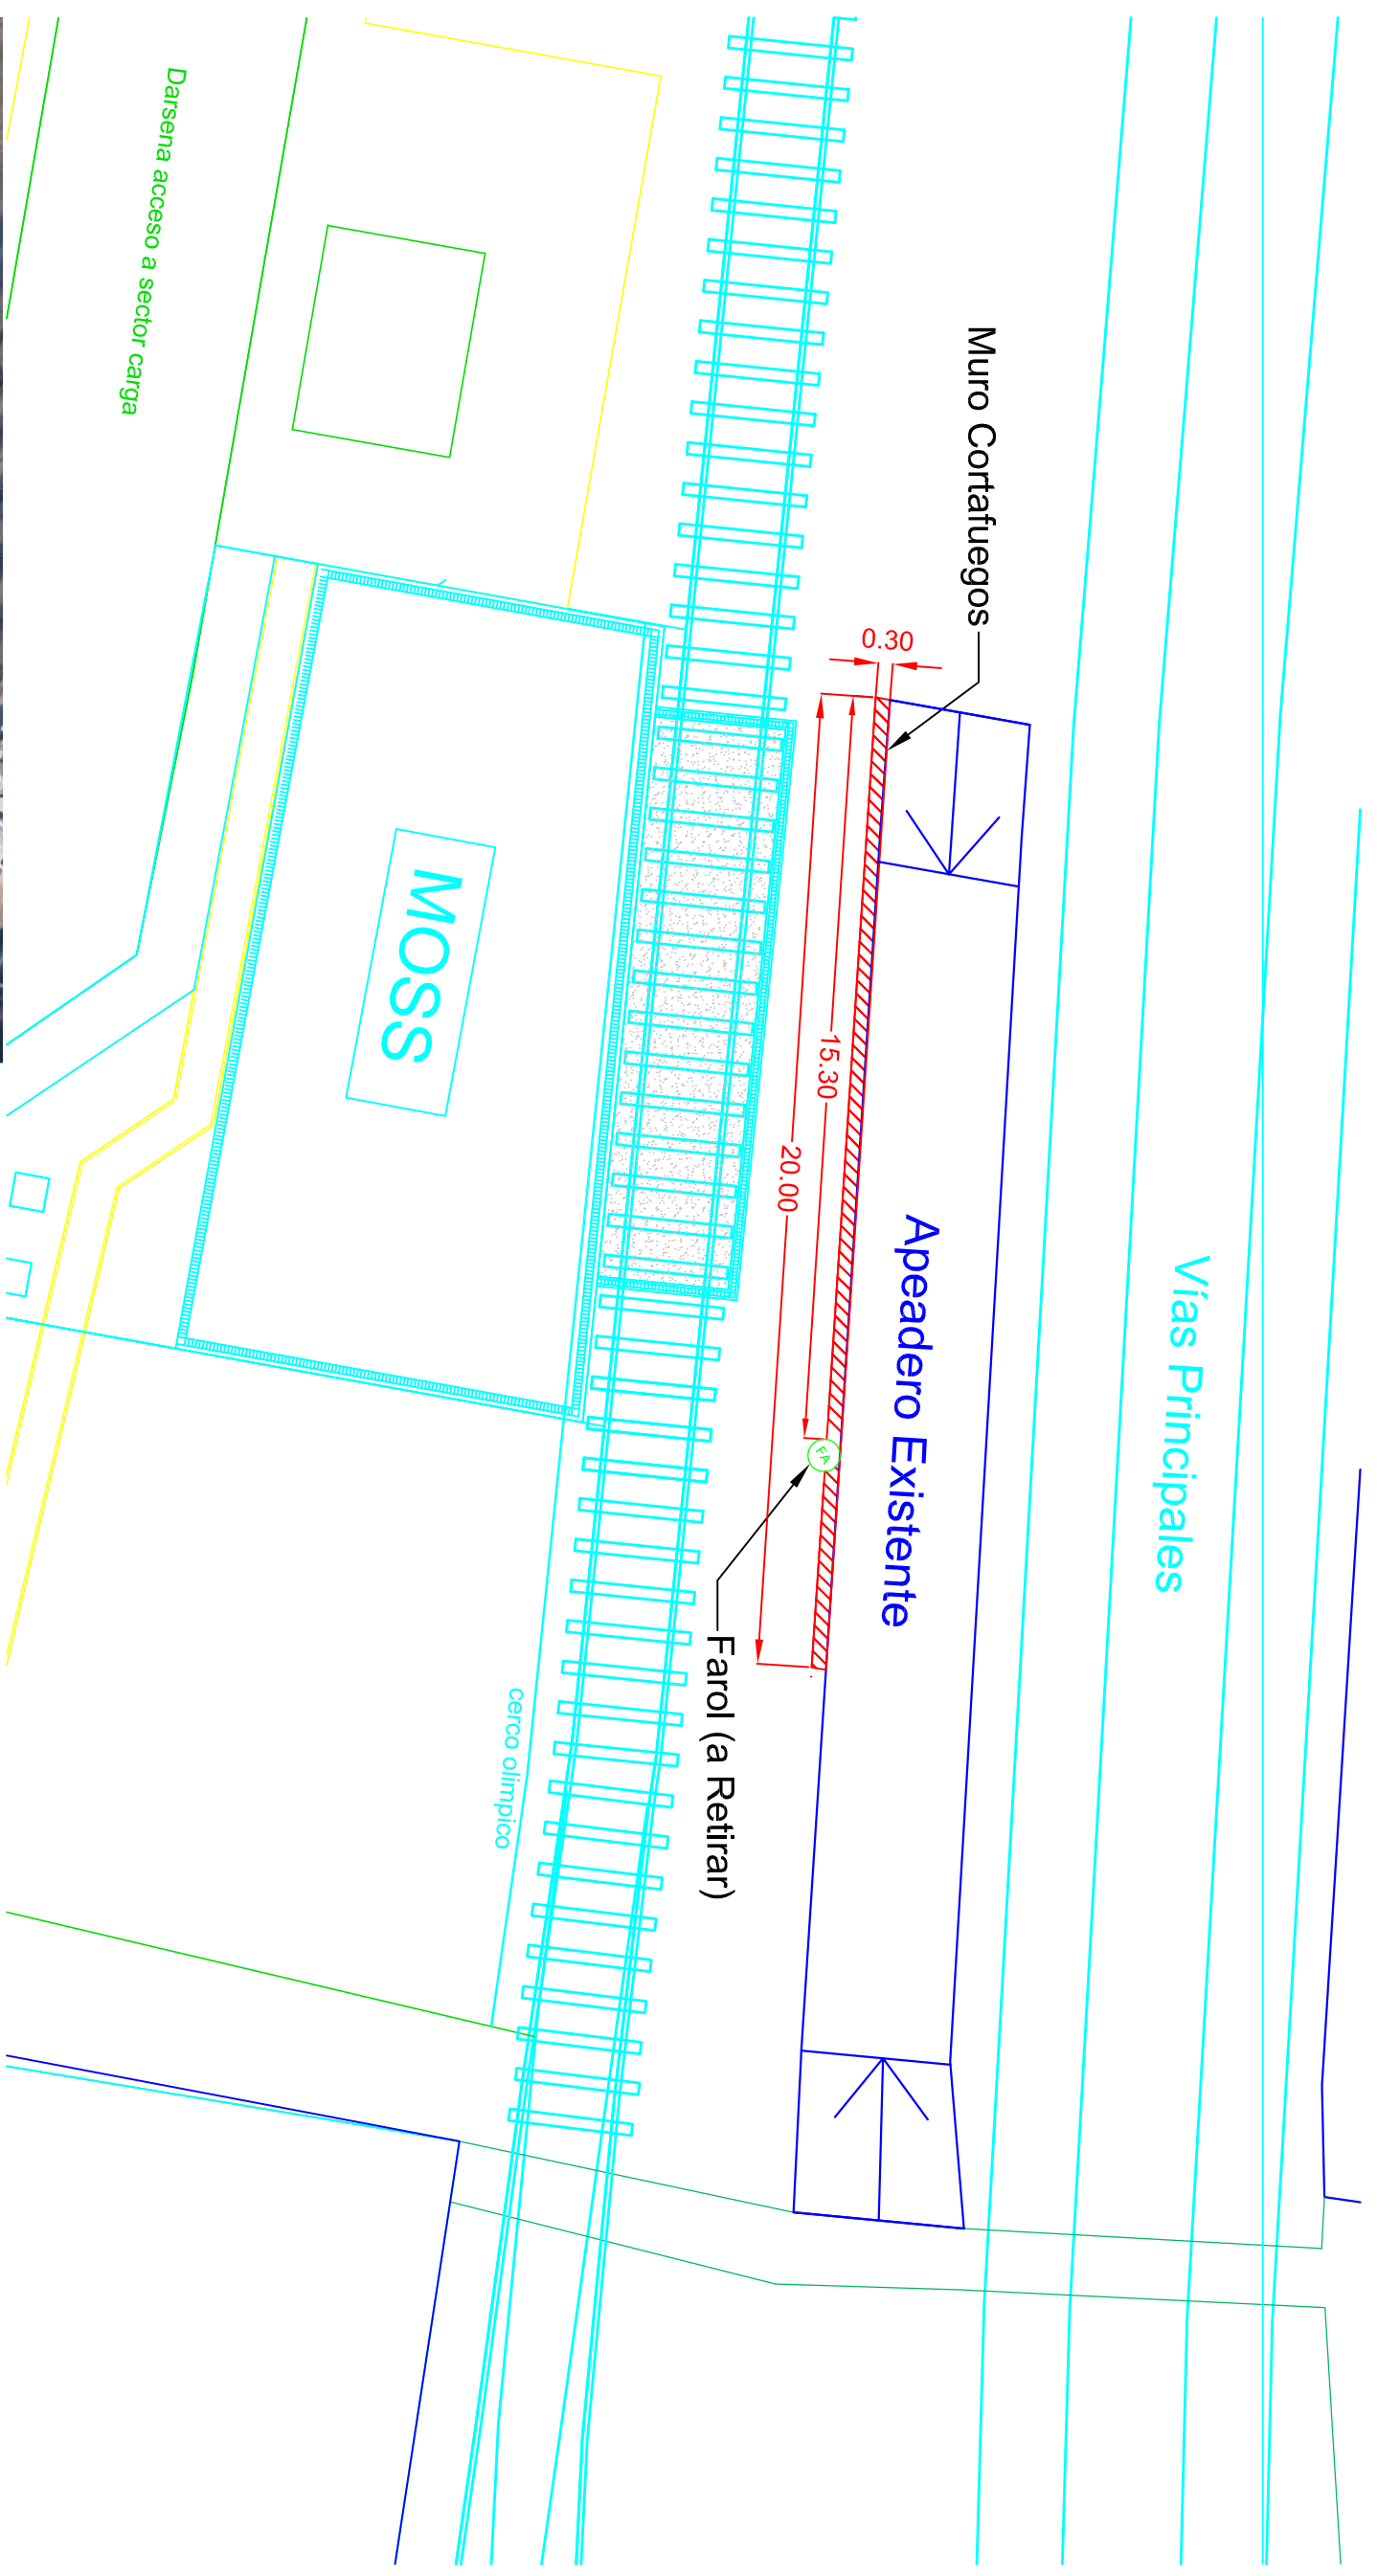 Vías Principales
Muro Cortafuegos
0.30
Apeadero Existente
15.30
20.00
FA
Farol (a Retirar)
MOSS
cerco olimpico
Darsena acceso a sector carga